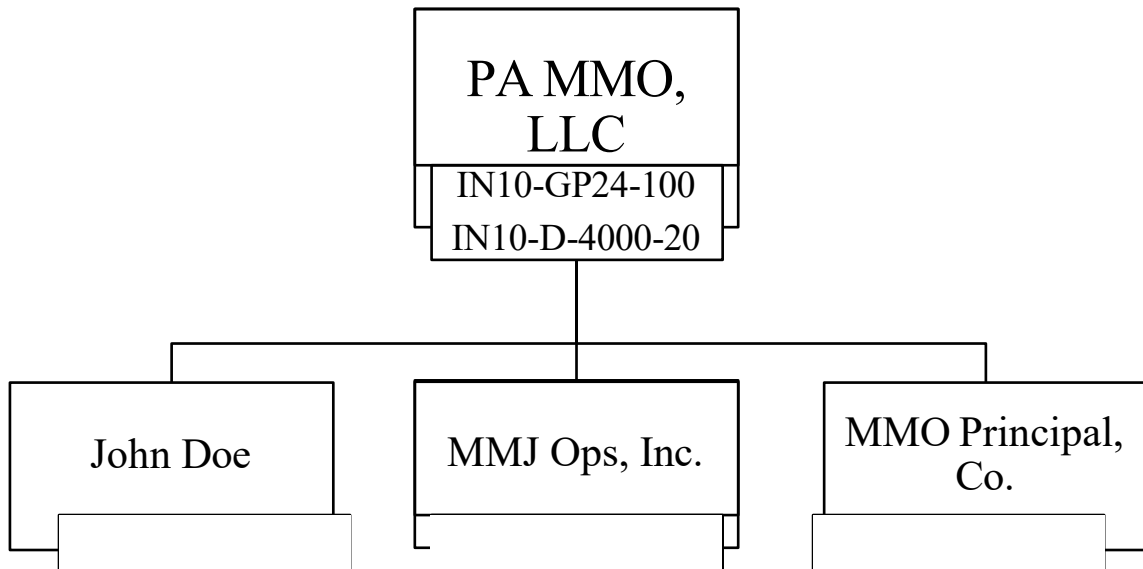 PA MMO,
LLC
IN10-GP24-100
IN10-D-4000-20
John Doe
MMJ Ops, Inc.
MMO Principal,
Co.